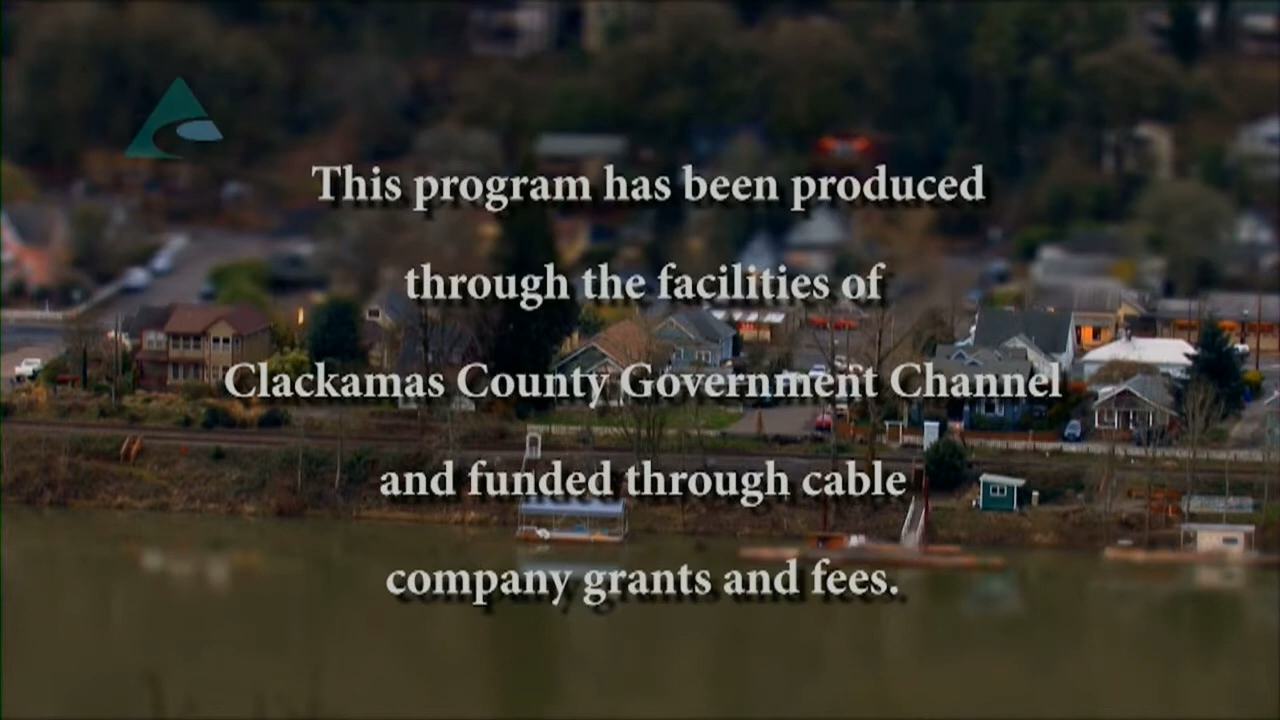 This program has been produced
through the facilities of
Clackamas County Government Channel
and funded through cable
company grants and fees.